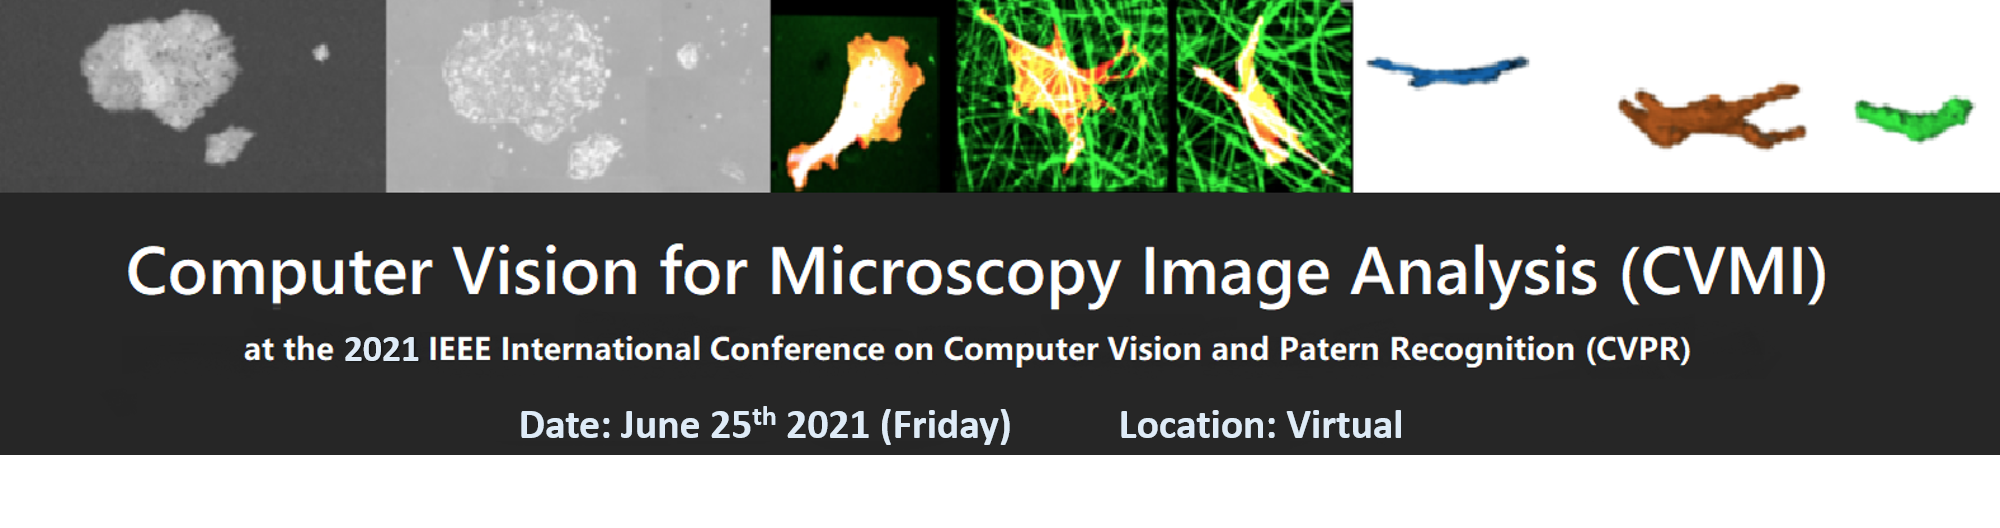 Computer Vision for Microscopy Image Analysis (CVMI)
at the 2021 IEEE International Conference on Computer Vision and Patern Recognition (CVPR)
Date: June 25th 2021 (Friday) Location: Virtual